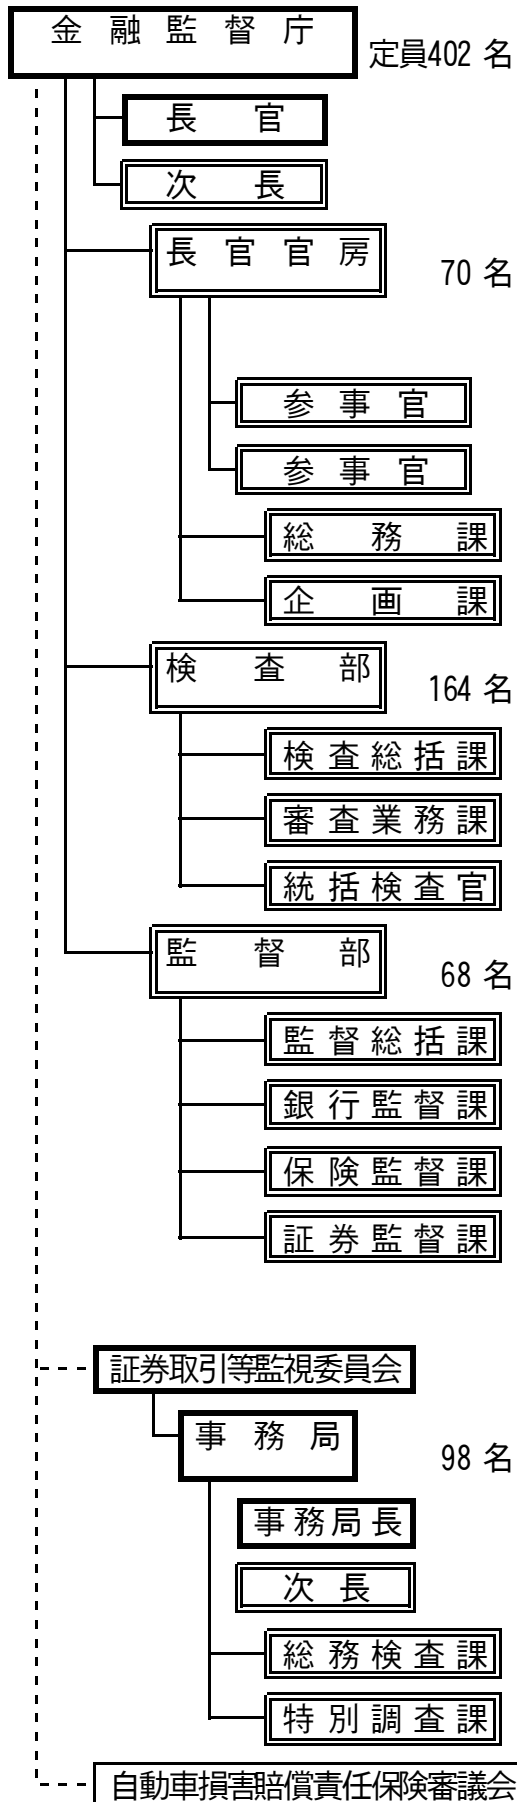 金融監督庁
定員402 名
長官
次長
長官官房
70 名
参事官
参事官
総務課
企画課
検査部
164 名
検査総括課
審査業務課
統括検査官
監督部
68 名
監督総括課
銀行監督課
保険監督課
証券監督課
証券取引等監視委員会
事務局
98 名
事務局長
次長
総務検査課
特別調査課
自動車損害賠償責任保険審議会